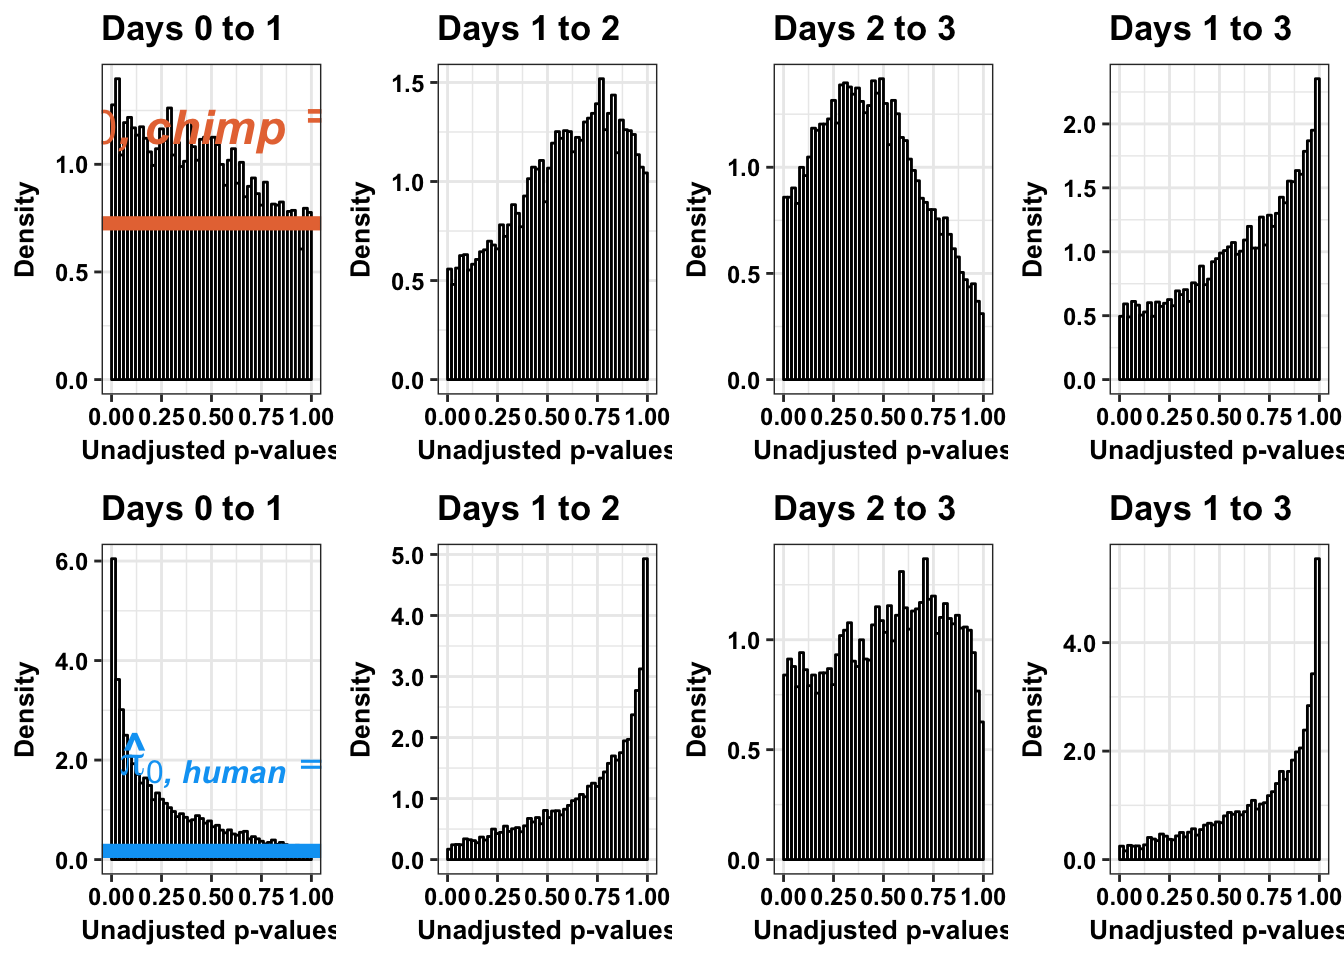 Days 0 to 1
Days 1 to 2
Days 2 to 3
Days 1 to 3
Density
1.0
0.5
0.0
0, chimp =
0.00 0.25 0.50 0.75 1.00
Unadjusted p-values
Density
1.5
1.0
0.5
0.0
0.00 0.25 0.50 0.75 1.00
Unadjusted p-values
Density
1.0
0.5
0.0
0.00 0.25 0.50 0.75 1.00
Unadjusted p-values
Density
2.0
1.5
1.0
0.5
0.0
0.00 0.25 0.50 0.75 1.00
Unadjusted p-values
Days 0 to 1
Days 1 to 2
Days 2 to 3
Days 1 to 3
Density
6.0
4.0
2.0
0.0
π̂0, human =
0.00 0.25 0.50 0.75 1.00
Unadjusted p-values
Density
5.0
4.0
3.0
2.0
1.0
0.0
0.00 0.25 0.50 0.75 1.00
Unadjusted p-values
Density
1.0
0.5
0.0
0.00 0.25 0.50 0.75 1.00
Unadjusted p-values
Density
4.0
2.0
0.0
0.00 0.25 0.50 0.75 1.00
Unadjusted p-values